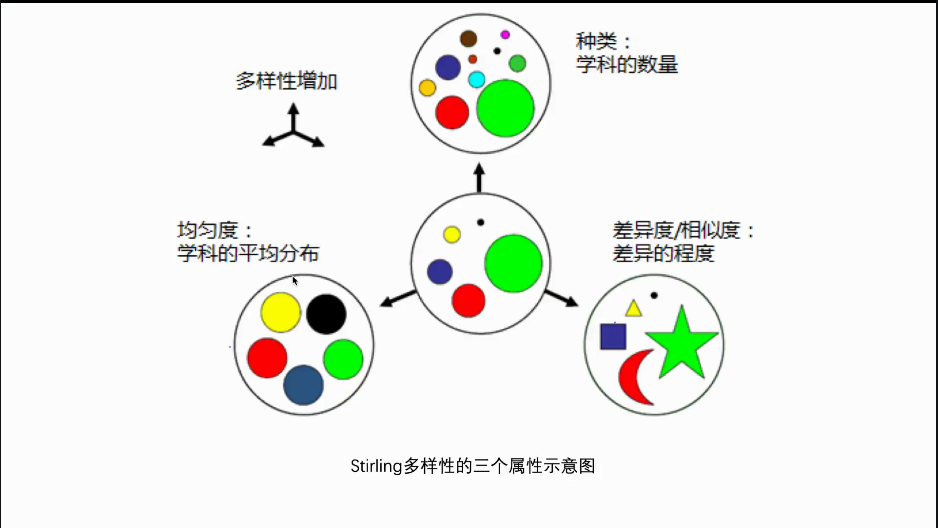 种类：
学科的数量
多样性增加
均匀度：
学科的平均分布
差异度/相似度：
差异的程度
Stirling多样性的三个属性示意图